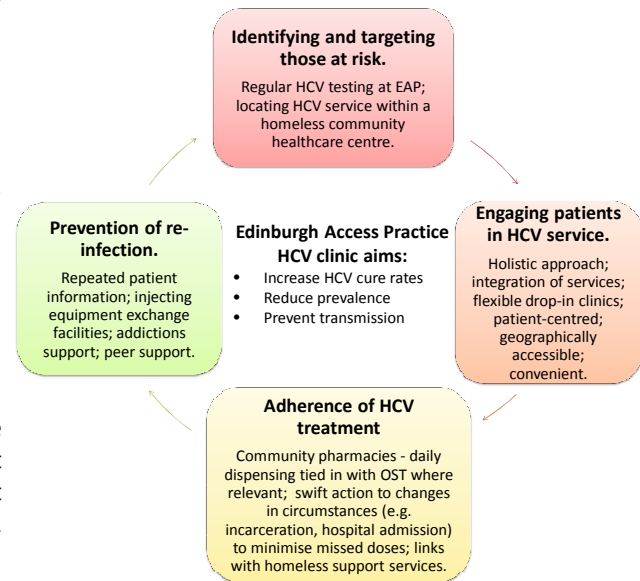 Identifying and targeting
those at risk.
Regular HCV testing at EAP;
locating HCV service within a
homeless community
healthcare centre.
Engaging patients
in HCV service.
Holistic approach;
integration of services;
flexible drop-in clinics;
patient-centred;
geographically
accessible;
convenient.
Adherence of HCV
treatment
Community pharmacies - daily
dispensing tied in with OST where
relevant; swift action to changes
in circumstances (e.g.
incarceration, hospital admission)
to minimise missed doses; links
with homeless support services.
Prevention of re-
infection.
Repeated patient
information; injecting
equipment exchange
facilities; addictions
support; peer support.
Edinburgh Access Practice
HCV clinic aims:
• Increase HCV cure rates
• Reduce prevalence
• Prevent transmission